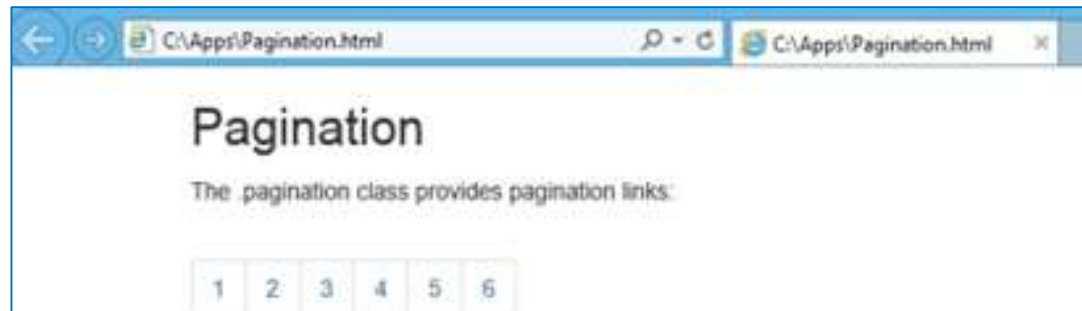 C:\Apps\Pagination.html
C:\Apps\Pagination.html
Pagination
The .pagination class provides pagination links:
1 2 3 4 5 6